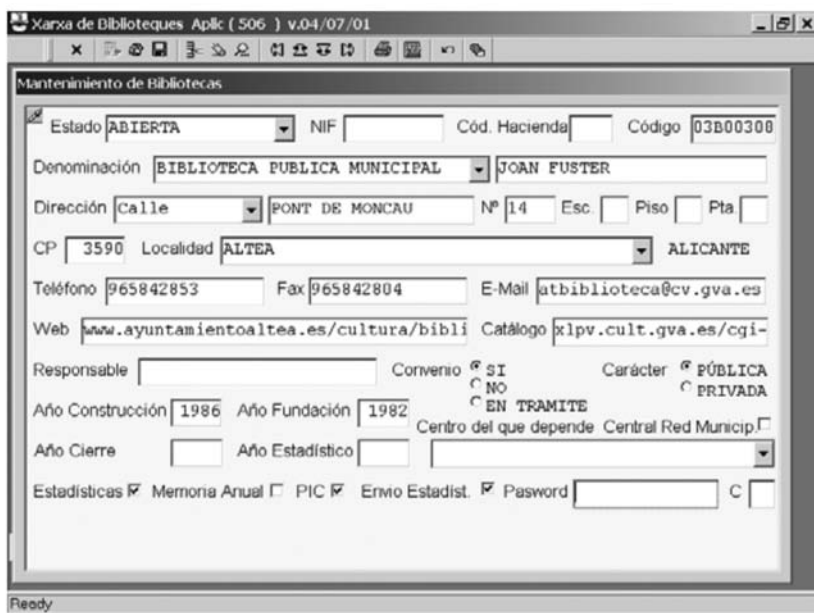 Xarxa de Biblioteques Aplic ( 506 ) v.04/07/01
Mantenimiento de Bibliotecas
Estado ABIERTA NIF Cód. Hacienda Código 03B00300
Denominación BIBLIOTECA PUBLICA MUNICIPAL JOAN FUSTER
Dirección Calle PONT DE MONCAU Nº 14 Esc. Piso Pta.
CP 3590 Localidad ALTEA ALICANTE
Teléfono 965842853 Fax 965842804 E-Mail atbiblioteca@cv.gva.es
Web www.ayuntamientoaltea.es/cultura/bibli Catálogo xlpv.cult.gva.es/cgi-
Responsable Convenio SI Carácter PÚBLICA
NO PRIVADA
EN TRAMITE
Año Construcción 1986 Año Fundación 1982
Centro del que depende Central Red Municip.
Año Cierre Año Estadístico
Estadísticas Memoria Anual PIC Envio Estadíst. Pasword C
Ready